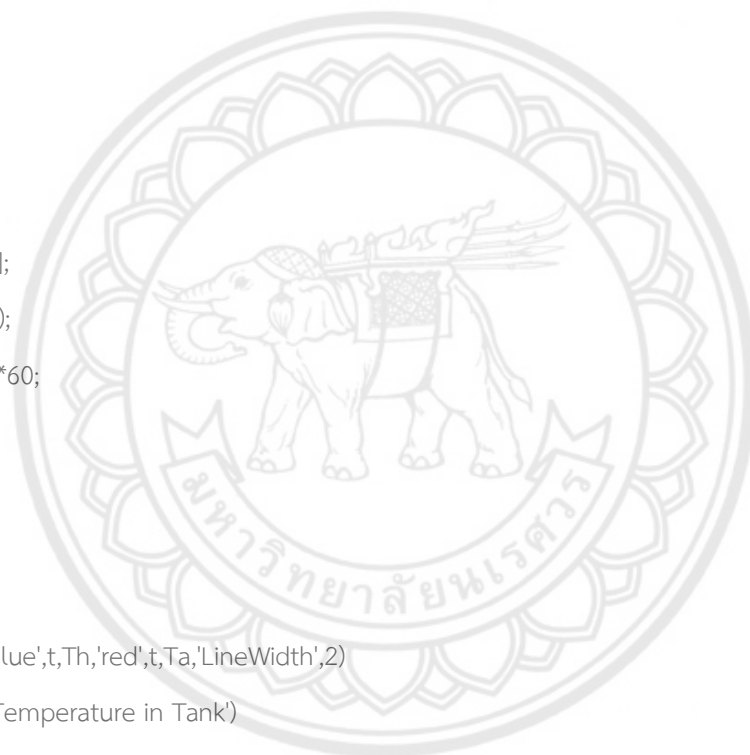 ];
);
*60;
มหาวิทยาลัยนเรศวร
lue',t,Th,'red',t,Ta,'LineWidth',2)
Temperature in Tank')